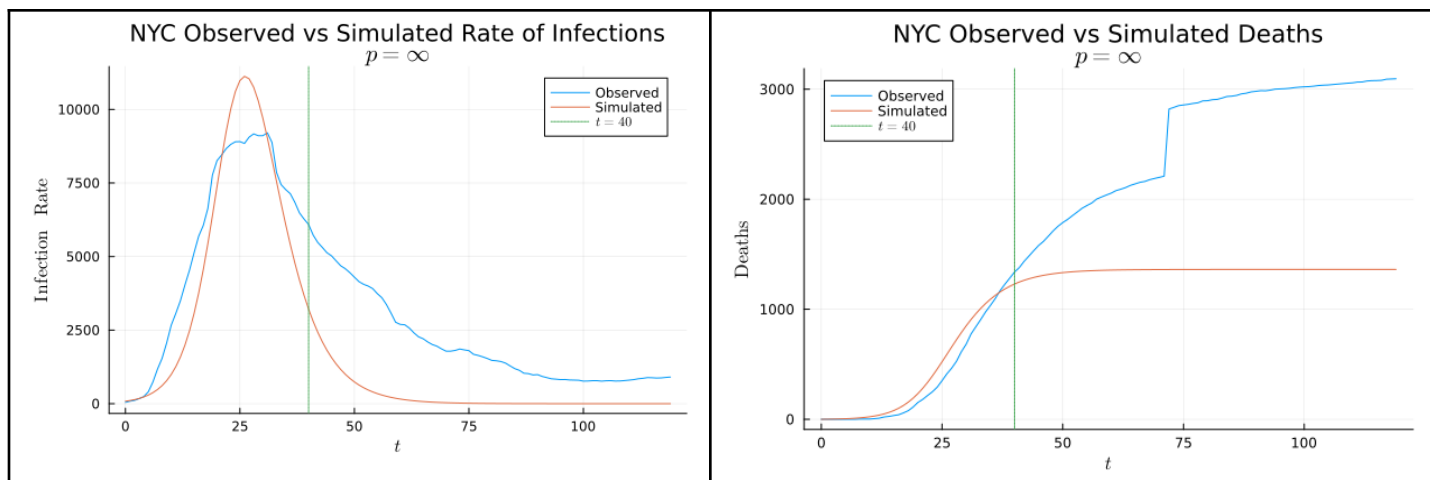 NYC Observed vs Simulated Rate of Infections
p = ∞
Infection Rate
10000
7500
5000
2500
0
Observed
Simulated
t = 40
0 25 50 75 100
t
NYC Observed vs Simulated Deaths
p = ∞
Deaths
3000
2000
1000
0
Observed
Simulated
t = 40
0 25 50 75 100
t